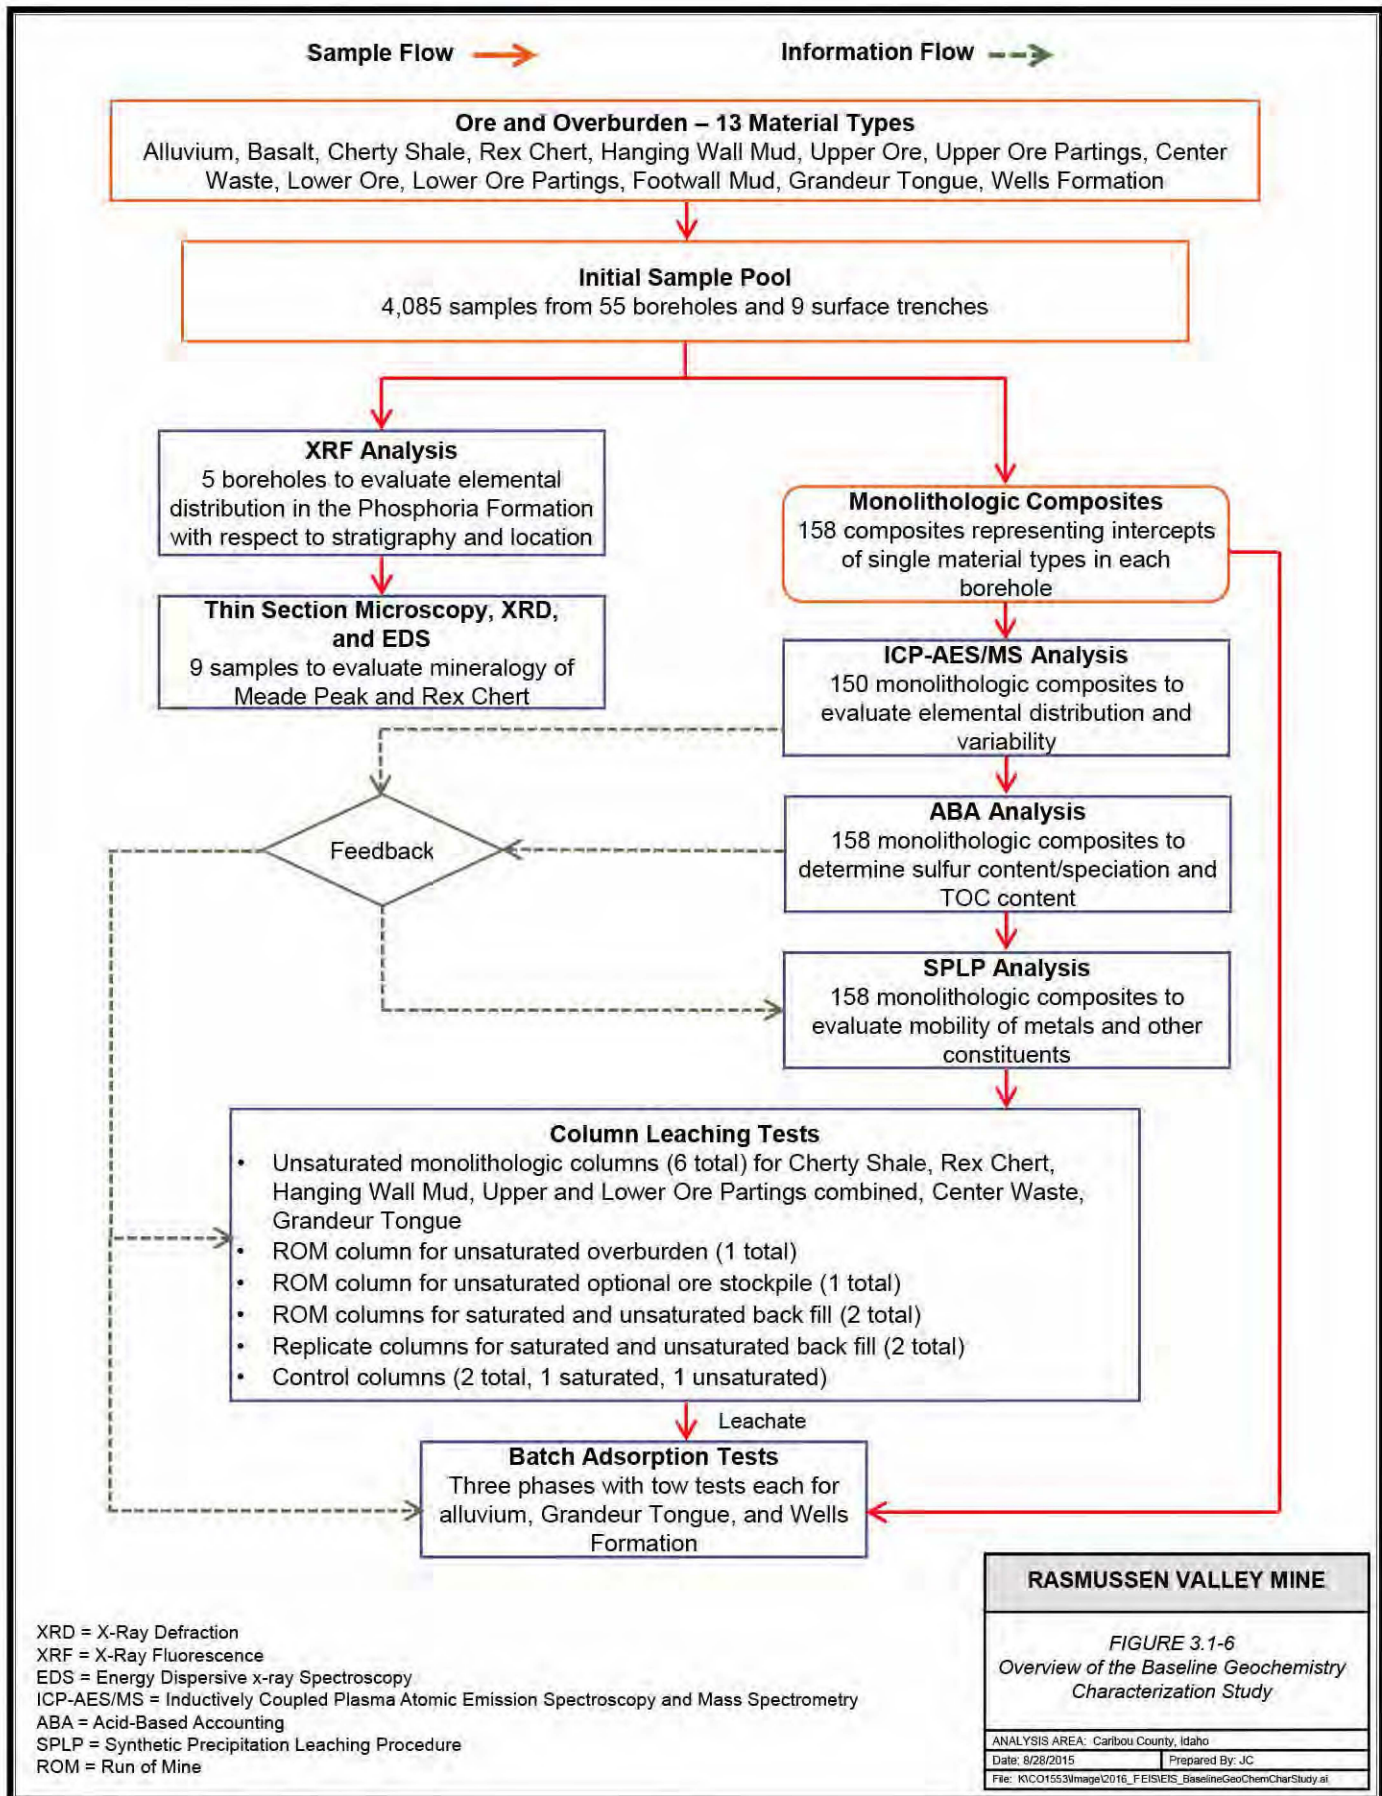 Sample Flow
Information Flow
Ore and Overburden – 13 Material Types
Alluvium, Basalt, Cherty Shale, Rex Chert, Hanging Wall Mud, Upper Ore, Upper Ore Partings, Center
Waste, Lower Ore, Lower Ore Partings, Footwall Mud, Grandeur Tongue, Wells Formation
Initial Sample Pool
4,085 samples from 55 boreholes and 9 surface trenches
XRF Analysis
5 boreholes to evaluate elemental
distribution in the Phosphoria Formation
with respect to stratigraphy and location
Monolithologic Composites
158 composites representing intercepts
of single material types in each
borehole
Thin Section Microscopy, XRD,
and EDS
9 samples to evaluate mineralogy of
Meade Peak and Rex Chert
ICP-AES/MS Analysis
150 monolithologic composites to
evaluate elemental distribution and
variability
Feedback
ABA Analysis
158 monolithologic composites to
determine sulfur content/speciation and
TOC content
SPLP Analysis
158 monolithologic composites to
evaluate mobility of metals and other
constituents
Column Leaching Tests
• Unsaturated monolithologic columns (6 total) for Cherty Shale, Rex Chert,
Hanging Wall Mud, Upper and Lower Ore Partings combined, Center Waste,
Grandeur Tongue
• ROM column for unsaturated overburden (1 total)
• ROM column for unsaturated optional ore stockpile (1 total)
• ROM columns for saturated and unsaturated back fill (2 total)
• Replicate columns for saturated and unsaturated back fill (2 total)
• Control columns (2 total, 1 saturated, 1 unsaturated)
Leachate
Batch Adsorption Tests
Three phases with tow tests each for
alluvium, Grandeur Tongue, and Wells
Formation
XRD = X-Ray Defraction
XRF = X-Ray Fluorescence
EDS = Energy Dispersive x-ray Spectroscopy
ICP-AES/MS = Inductively Coupled Plasma Atomic Emission Spectroscopy and Mass Spectrometry
ABA = Acid-Based Accounting
SPLP = Synthetic Precipitation Leaching Procedure
ROM = Run of Mine
RASMUSSEN VALLEY MINE
FIGURE 3.1-6
Overview of the Baseline Geochemistry
Characterization Study
ANALYSIS AREA: Caribou County, Idaho
Date: 8/28/2015
Prepared By: JC
File: K\CO1553\Image\2016_FEIS\EIS_BaselineGeoChemCharStudy.ai